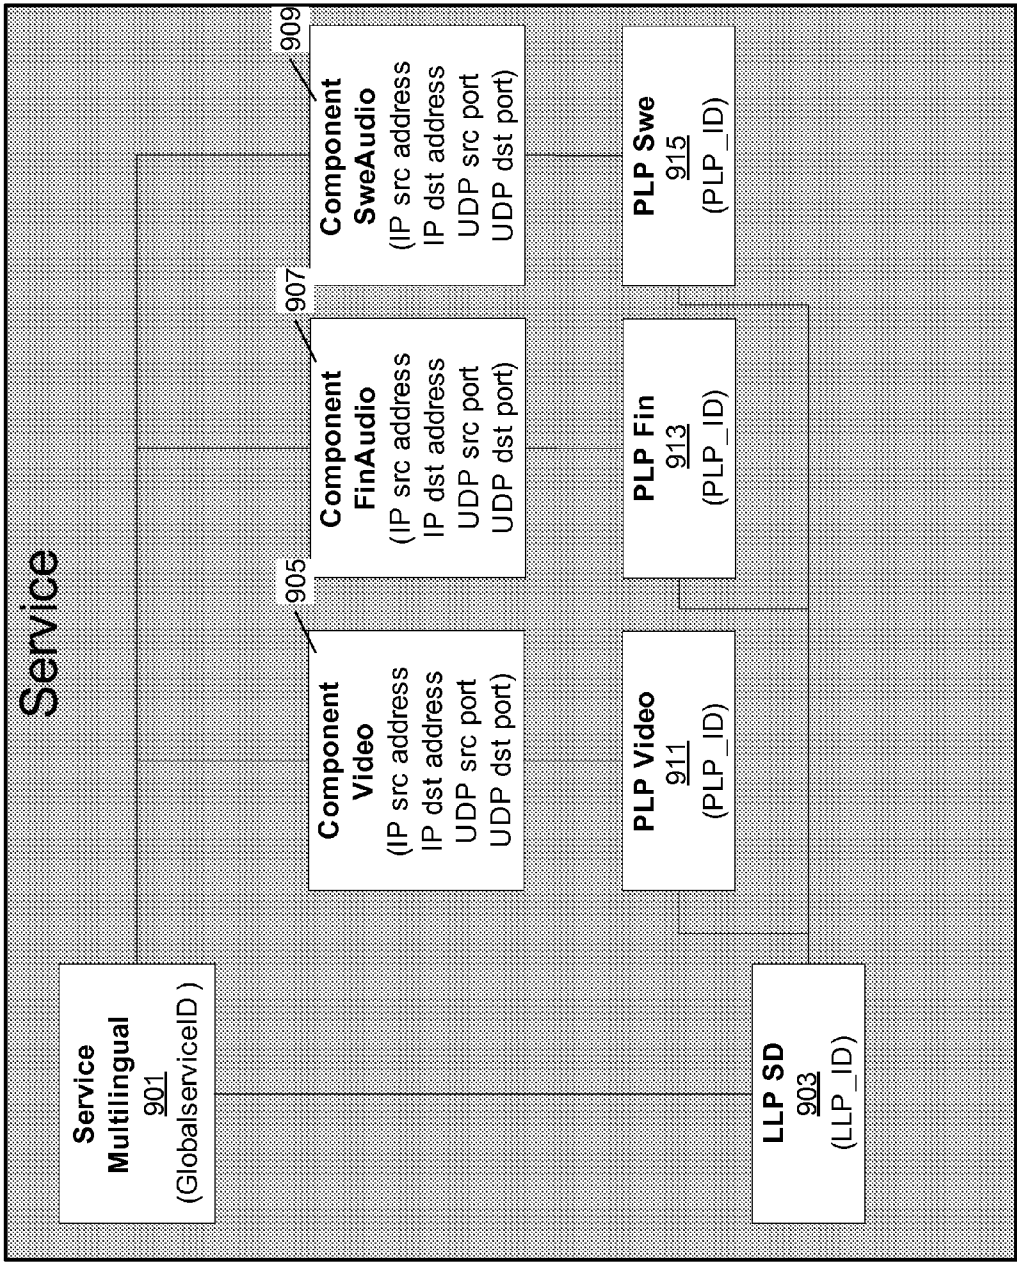 Service
Service
Multilingual
901
(GlobalserviceID )
905
Component
Video
(IP src address
IP dst address
UDP src port
UDP dst port)
907
Component
FinAudio
(IP src address
IP dst address
UDP src port
UDP dst port)
909
Component
SweAudio
(IP src address
IP dst address
UDP src port
UDP dst port)
LLP SD
903
(LLP_ID)
PLP Video
911
(PLP_ID)
PLP Fin
913
(PLP_ID)
PLP Swe
915
(PLP_ID)